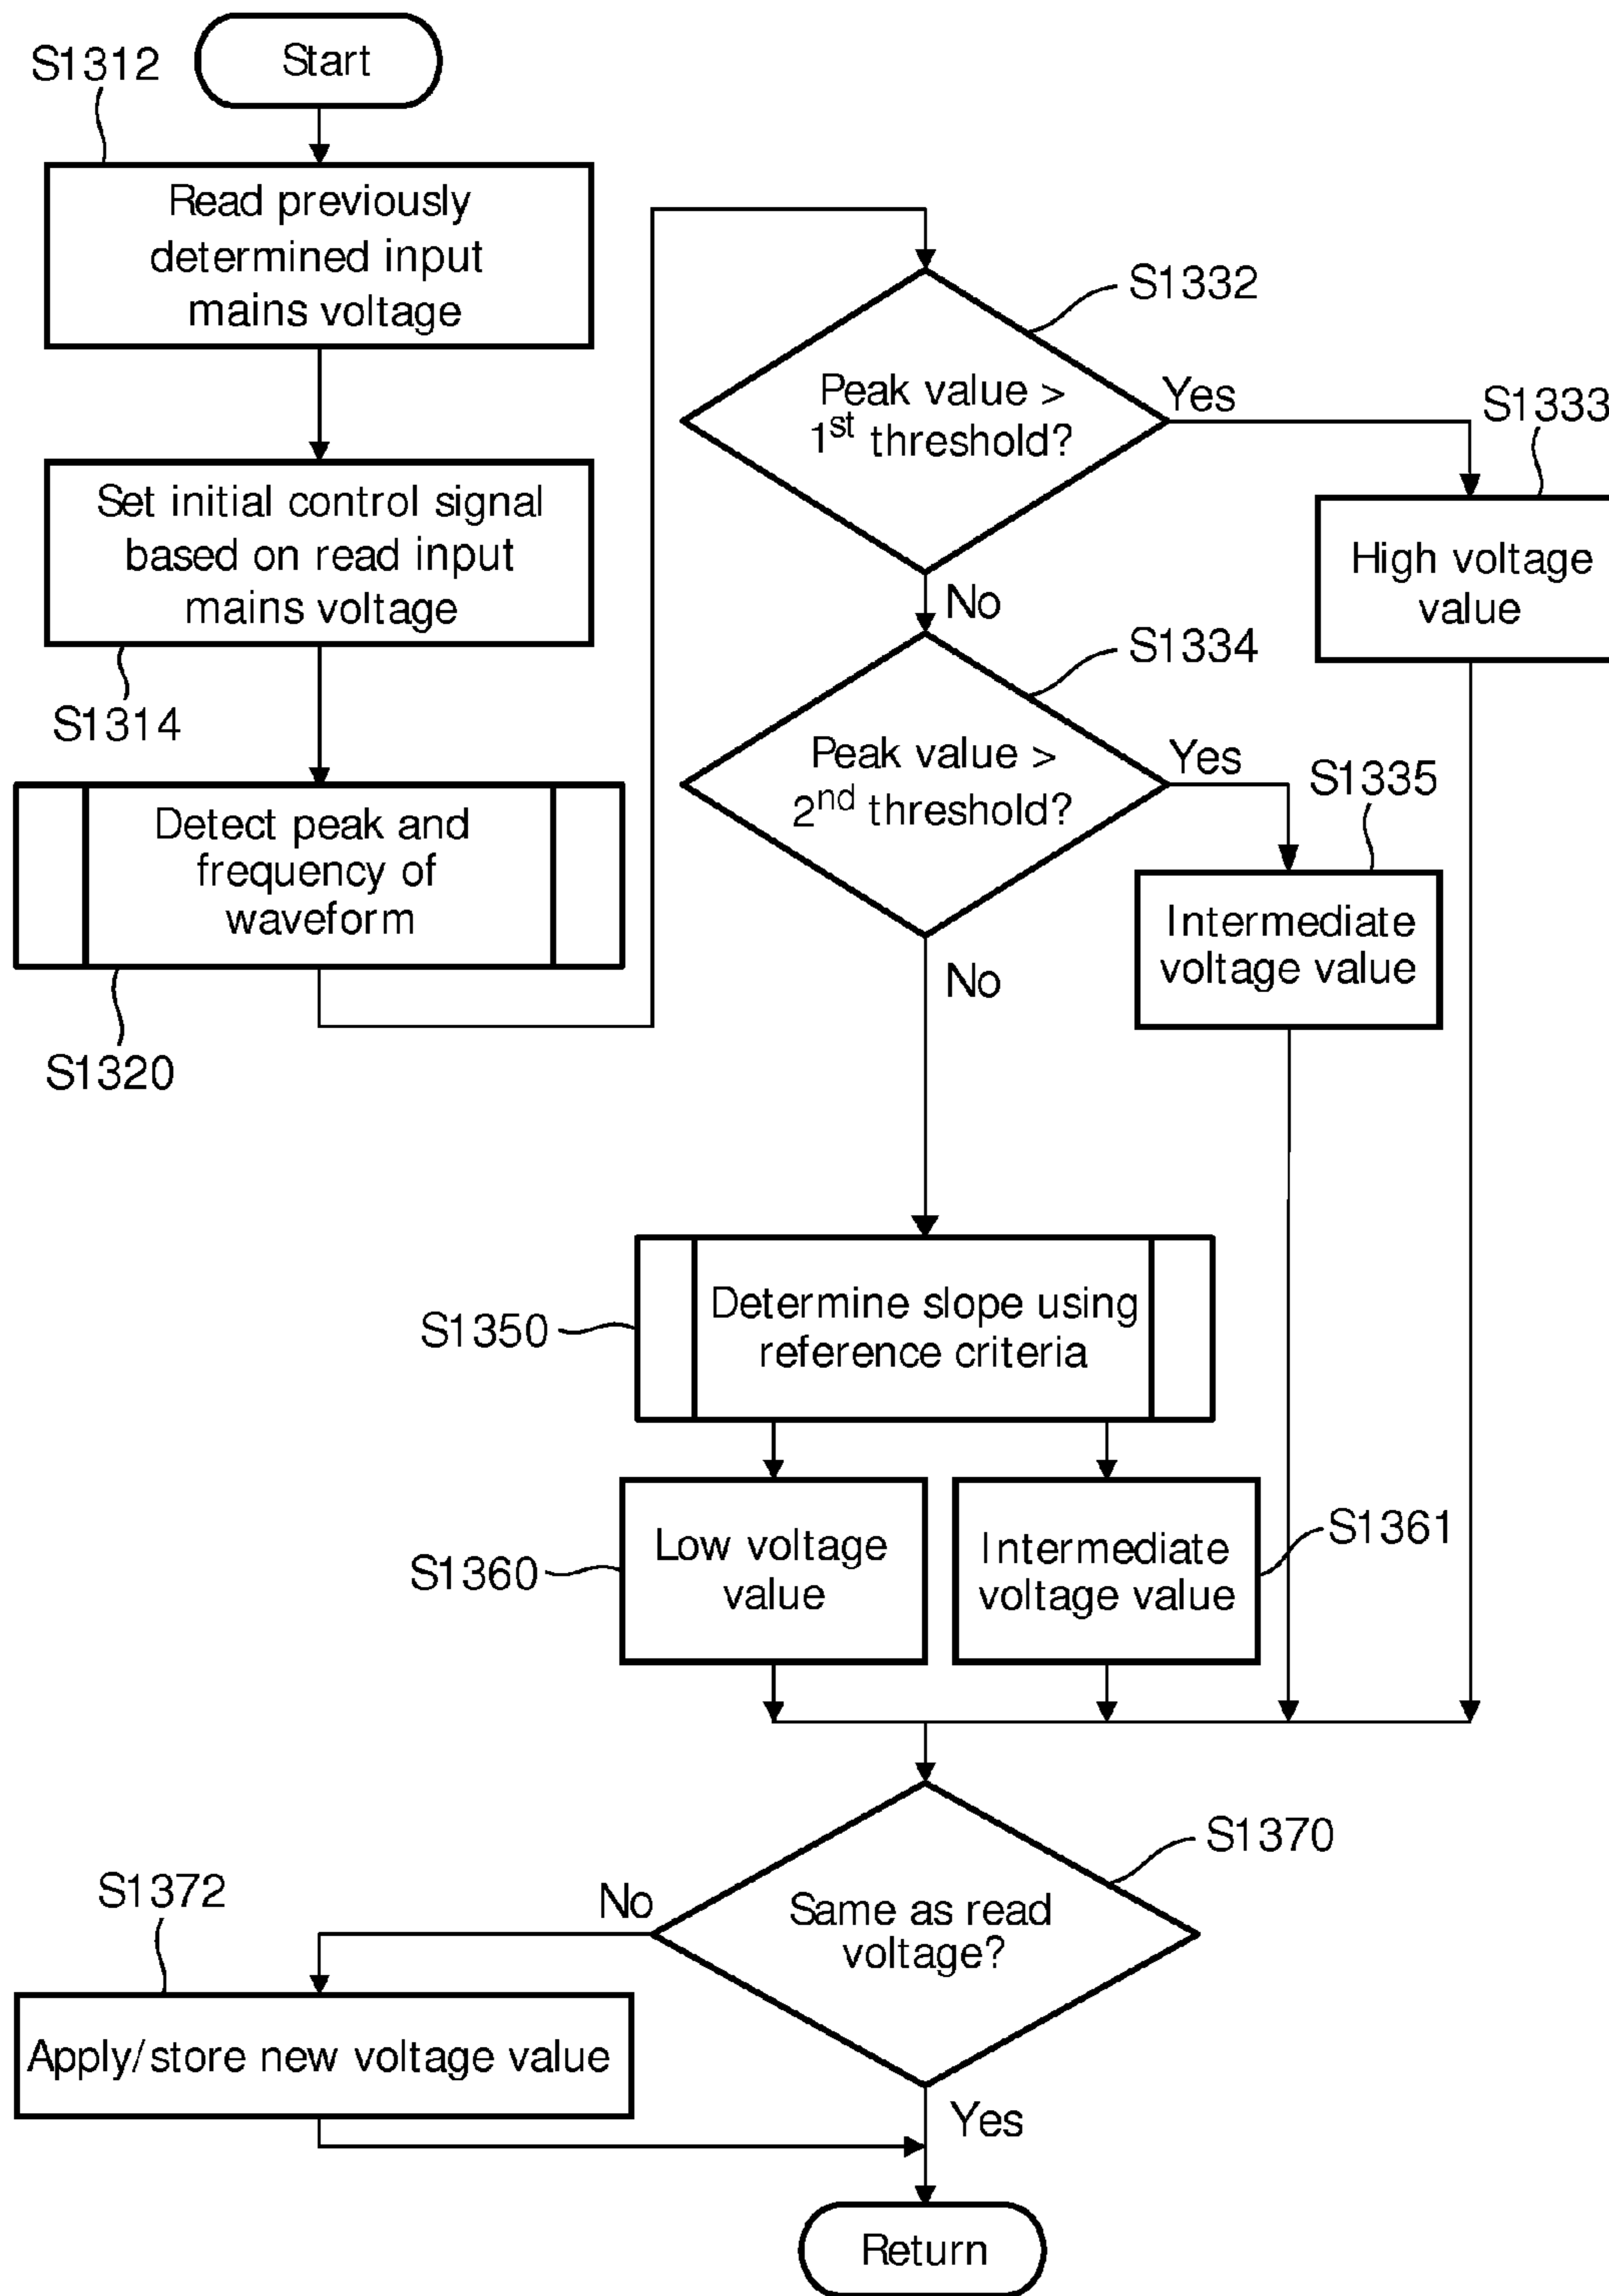 Start
S1312
Read previously
determined input
mains voltage
Set initial control signal
based on read input
mains voltage
S1314
Detect peak and
frequency of
waveform
S1320
S1332
Peak value >
1st threshold?
Yes
S1333
High voltage
value
No
S1334
Peak value >
2nd threshold?
Yes
S1335
Intermediate
voltage value
No
S1350
Determine slope using
reference criteria
S1360
Low voltage
value
Intermediate
voltage value
S1361
S1370
Same as read
voltage?
No
S1372
Apply/store new voltage value
Yes
Return